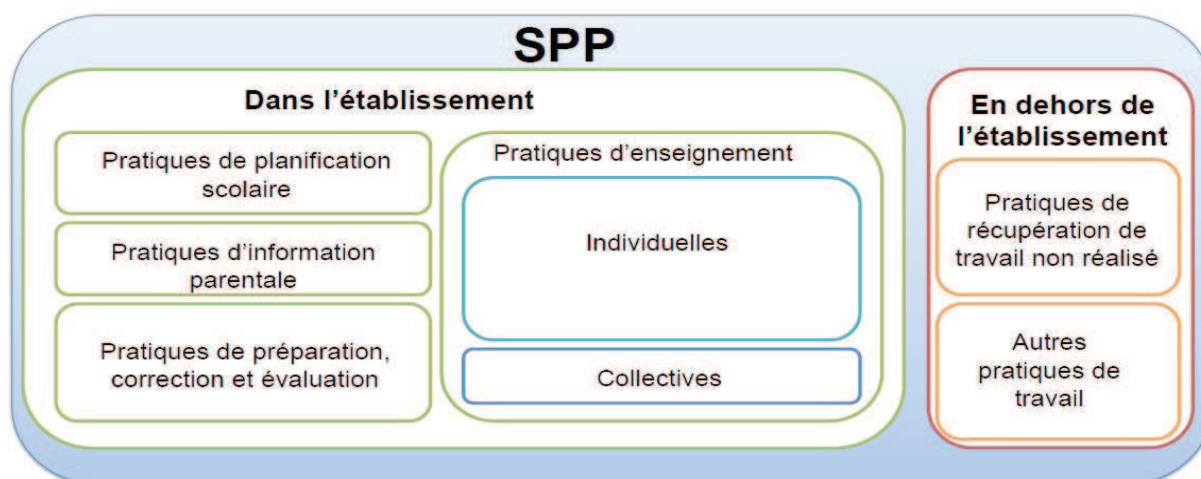 SPP
Dans l’établissement
Pratiques de planification
scolaire
Pratiques d’information
parentale
Pratiques de préparation,
correction et évaluation
Pratiques d’enseignement
Individuelles
Collectives
En dehors de
l’établissement
Pratiques de
récupération de
travail non réalisé
Autres
pratiques de
travail